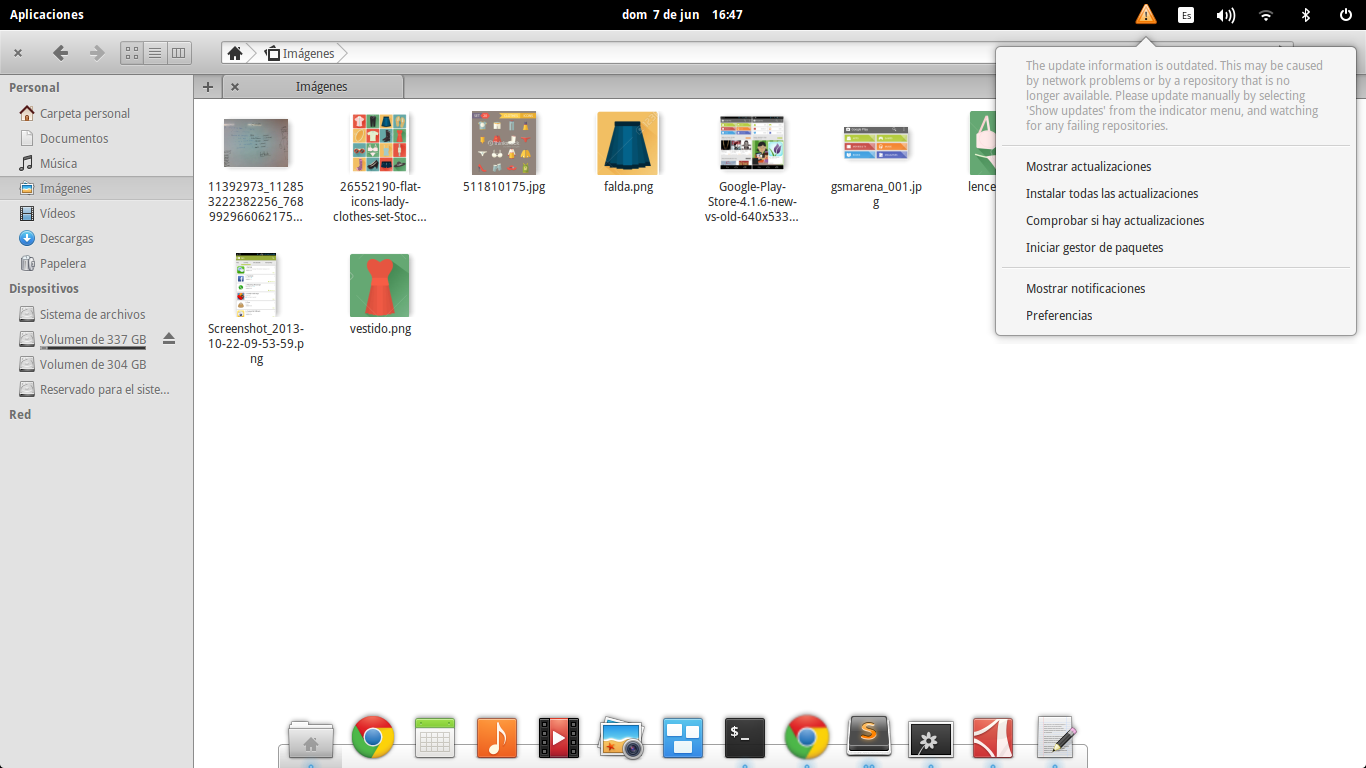 Aplicaciones
dom 7 de jun 16:47
Es
Imágenes
The update information is outdated. This may be caused
by network problems or by a repository that is no
longer available. Please update manually by selecting
'Show updates' from the indicator menu, and watching
for any failing repositories.
Mostrar actualizaciones
Instalar todas las actualizaciones
Comprobar si hay actualizaciones
Iniciar gestor de paquetes
Mostrar notificaciones
Preferencias
Personal
Carpeta personal
Documentos
Música
Imágenes
Vídeos
Descargas
Papelera
Dispositivos
Sistema de archivos
Volumen de 337 GB
Volumen de 304 GB
Reservado para el siste...
Red
Imágenes
11392973_11285
3223382256_768
992966062175...
26552190-flat-
icons-lady-
clothes-set-Stoc...
511810175.jpg
falda.png
Google-Play-
Store-4.1.6-new-
vs-old-640x533...
gsmarena_001.jp
g
lence
Screenshot_2013-
10-22-09-53-59.p
ng
vestido.png
$_
S